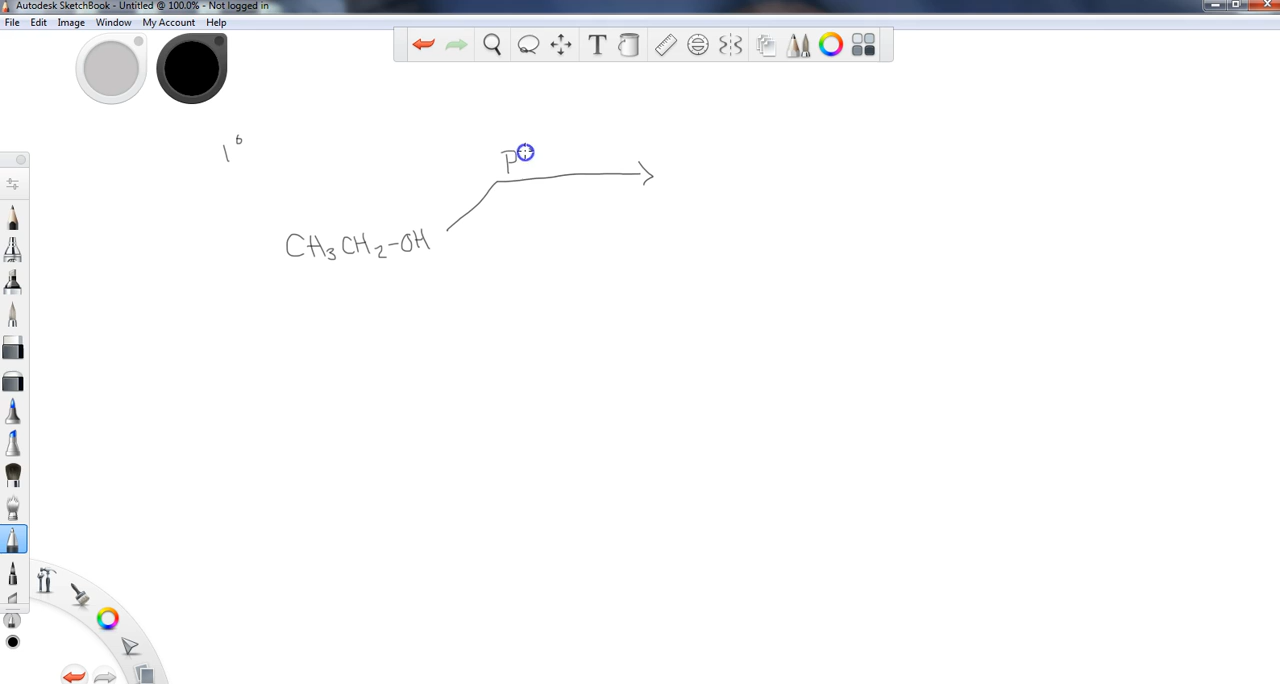 Autodesk SketchBook - Untitled @ 100.0% - Not logged in
File Edit Image Window My Account Help
1°
P
CH₃CH₂-OH